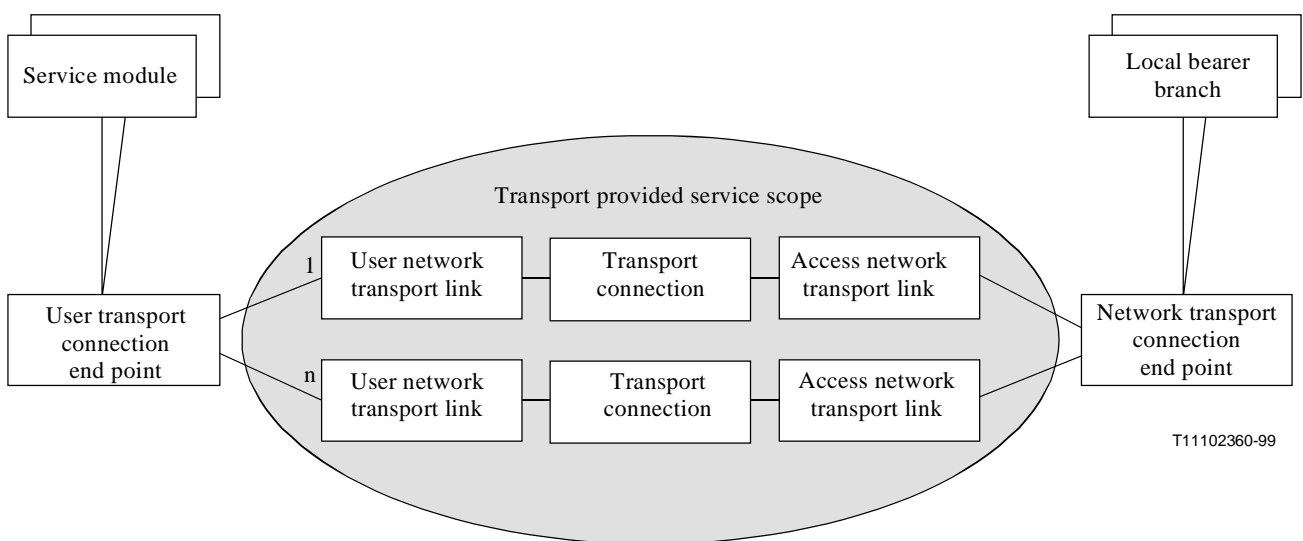 Service module
Local bearer
branch
Transport provided service scope
1
User network
transport link
Transport
connection
Access network
transport link
User transport
connection
end point
Network transport
connection
end point
n
User network
transport link
Transport
connection
Access network
transport link
T11102360-99